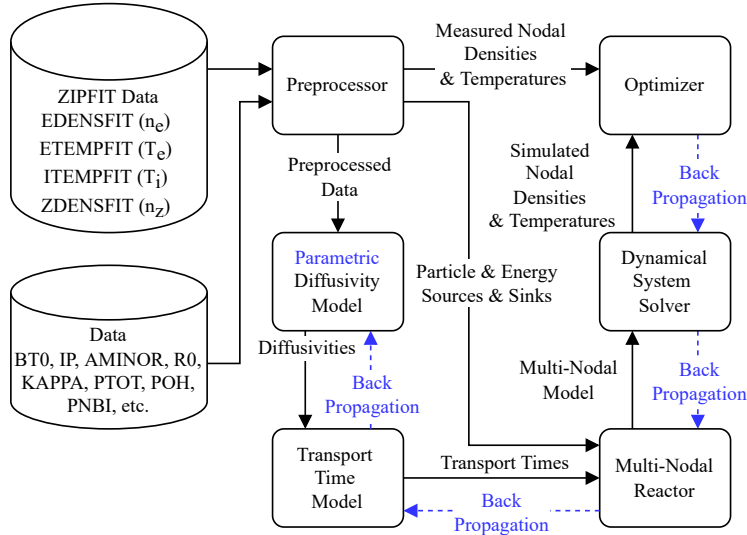 ZIPFIT Data
EDENSFIT (ne)
ETEMPFIT (Te)
ITEMPFIT (Ti)
ZDENSFIT (nz)
Data
BT0, IP, AMINOR, R0,
KAPPA, PTOT, POH,
PNBI, etc.
Preprocessor
Measured Nodal
Densities
& Temperatures
Optimizer
Preprocessed
Data
Simulated
Nodal
Densities
& Temperatures
Back
Propagation
Parametric
Diffusivity
Model
Particle & Energy
Sources & Sinks
Dynamical
System
Solver
Diffusivities
Back
Propagation
Multi-Nodal
Model
Back
Propagation
Transport
Time
Model
Transport Times
Multi-Nodal
Reactor
Back
Propagation